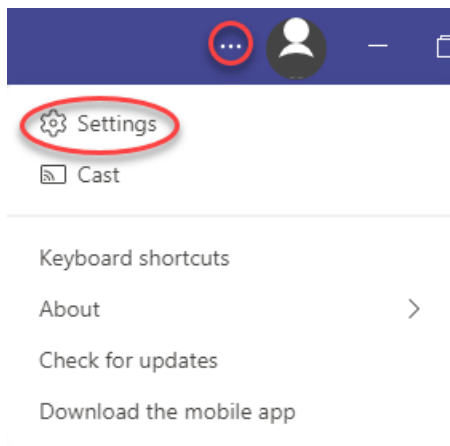 Settings
Cast
Keyboard shortcuts
About
Check for updates
Download the mobile app